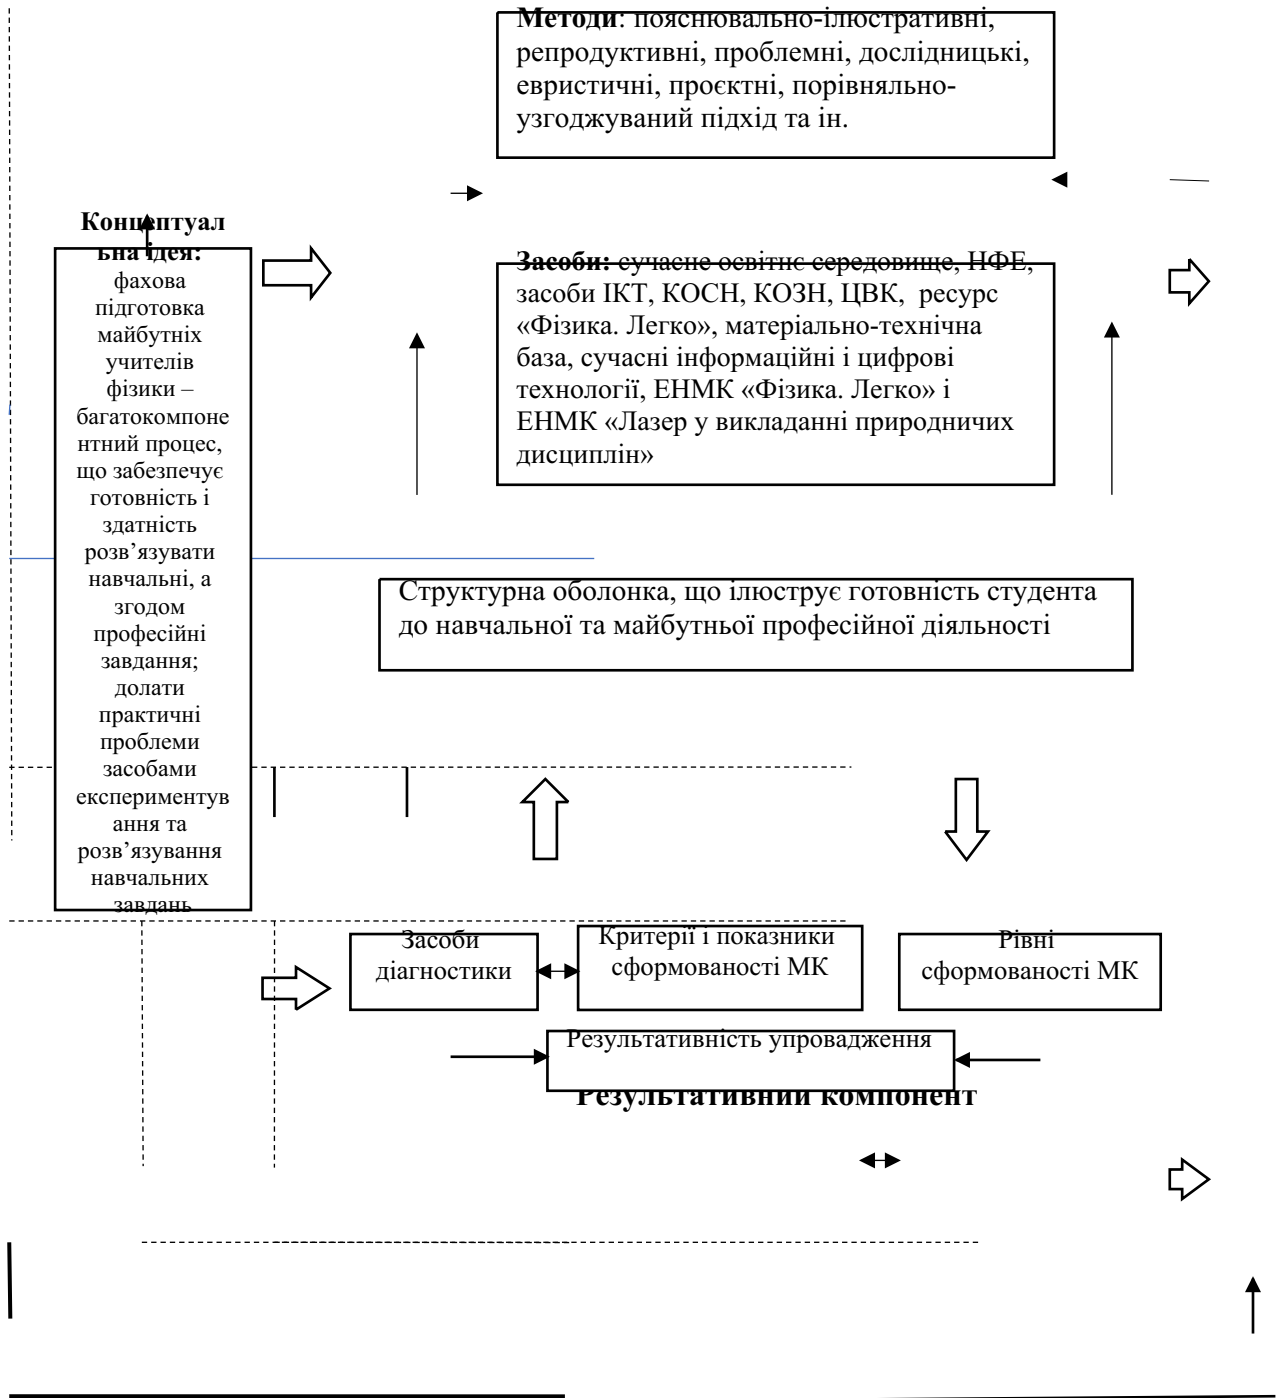 Методи: пояснювально-ілюстративні,
репродуктивні, проблемні, дослідницькі,
евристичні, проєктні, порівняльно-
узгоджуваний підхід та ін.
Концептуал
ьна ідея:
фахова
підготовка
майбутніх
учителів
фізики –
багатокомпоне
нтний процес,
що забезпечує
готовність і
здатність
розв’язувати
навчальні, а
згодом
професійні
завдання;
долати
практичні
проблеми
засобами
експериментув
ання та
розв’язування
навчальних
завдань
Засоби: сучасне освітнє середовище, НФЕ,
засоби ІКТ, КОСН, КОЗН, ЦВК, ресурс
«Фізика. Легко», матеріально-технічна
база, сучасні інформаційні і цифрові
технології, ЕНМК «Фізика. Легко» і
ЕНМК «Лазер у викладанні природничих
дисциплін»
Структурна оболонка, що ілюструє готовність студента
до навчальної та майбутньої професійної діяльності
Засоби
діагностики
Критерії і показники
сформованості МК
Рівні
сформованості МК
Результативність упровадження
Результативний компонент